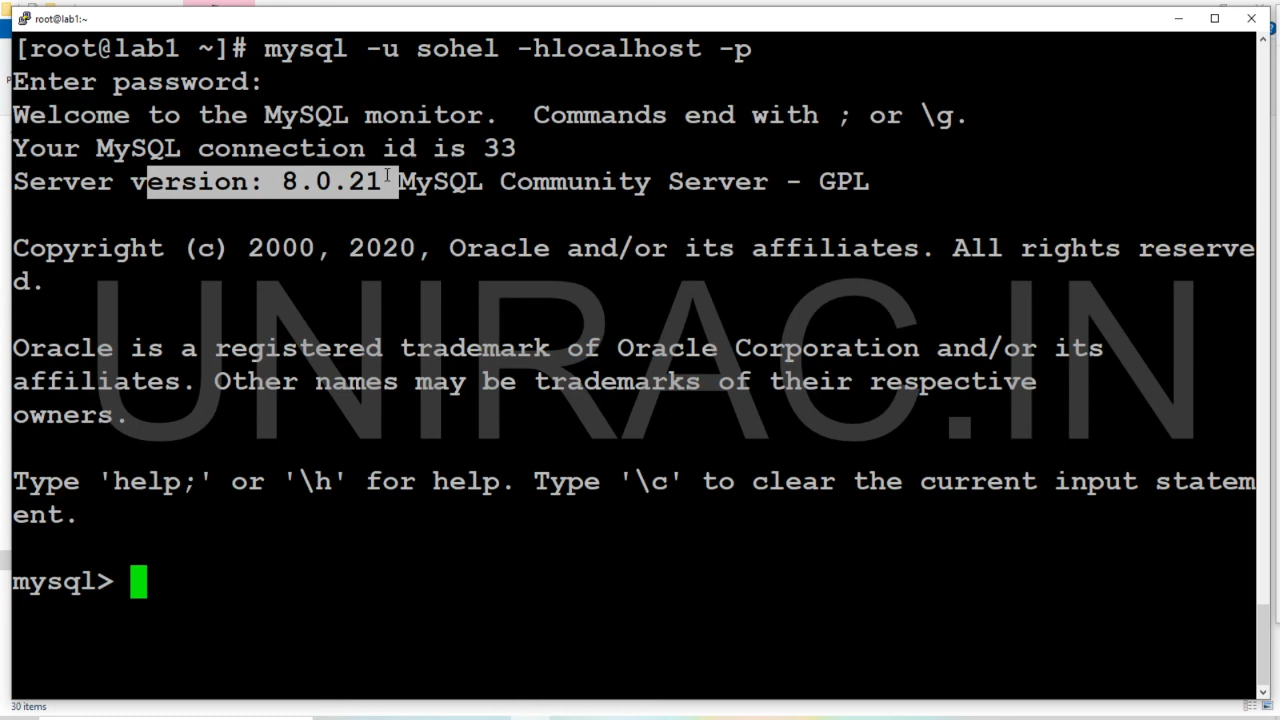 root@lab1:~
[root@lab1 ~]# mysql -u sohel -hlocalhost -p
Enter password:
Welcome to the MySQL monitor.  Commands end with ; or \g.
Your MySQL connection id is 33
Server version: 8.0.21 MySQL Community Server - GPL
Copyright (c) 2000, 2020, Oracle and/or its affiliates. All rights reserve
d.
UNIRAC.IN
Oracle is a registered trademark of Oracle Corporation and/or its
affiliates. Other names may be trademarks of their respective
owners.
Type 'help;' or '\h' for help. Type '\c' to clear the current input statem
ent.
mysql>
30 items